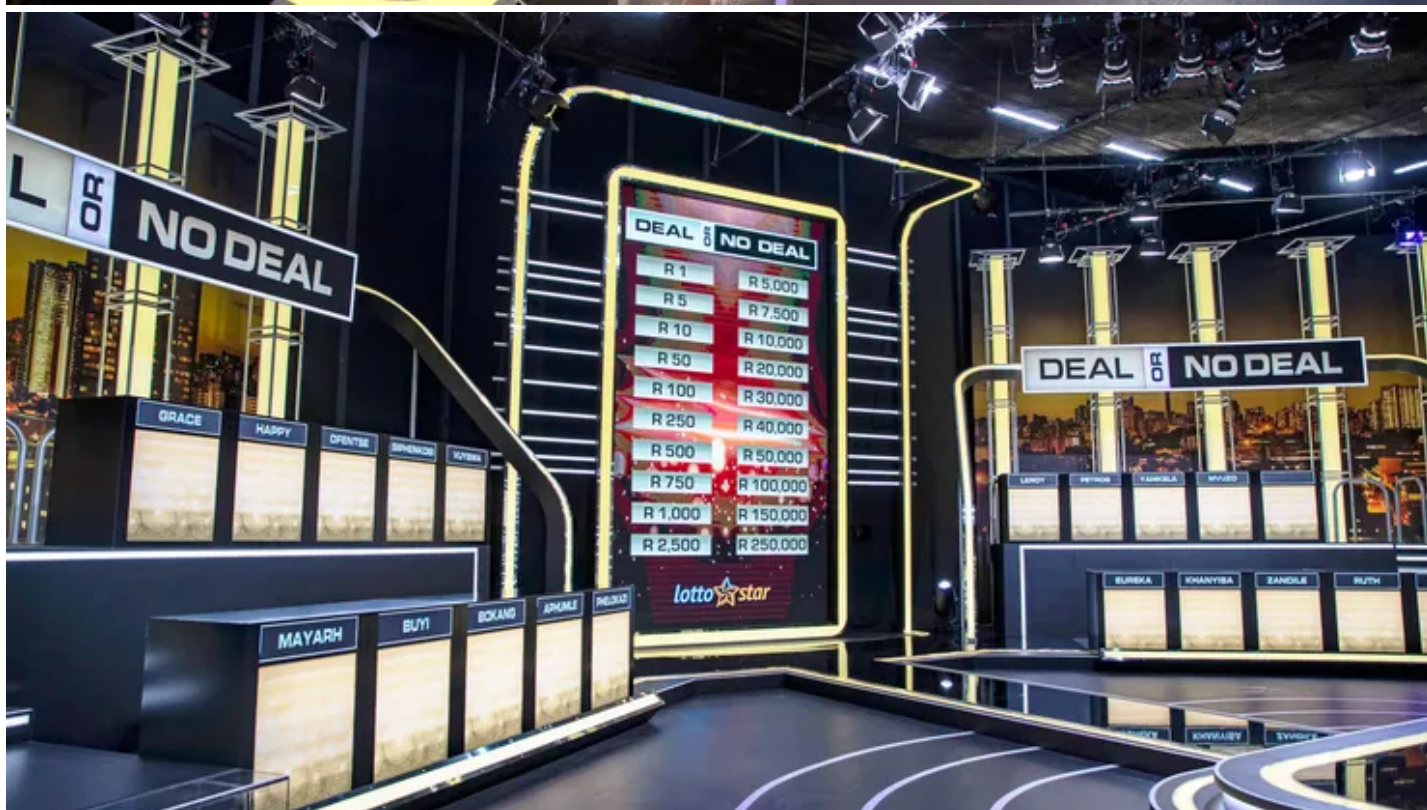 L OR NO DEAL
GRACE
HAPPY
OFENTSE
SIPHENKOSI
VUYISWA
MAYARH
BUYI
BOKANG
APHUMLE
PHELOKAZI
DEAL OR NO DEAL
R 1
R 5
R 10
R 50
R 100
R 250
R 500
R 750
R 1,000
R 2,500
R 5,000
R 7,500
R 10,000
R 20,000
R 30,000
R 40,000
R 50,000
R 100,000
R 150,000
R 250,000
lotto star
DEAL OR NO DEAL
LEROY
PETROS
YANKELA
MVUZO
EUREKA
KHANYISA
ZANDILE
RUTH